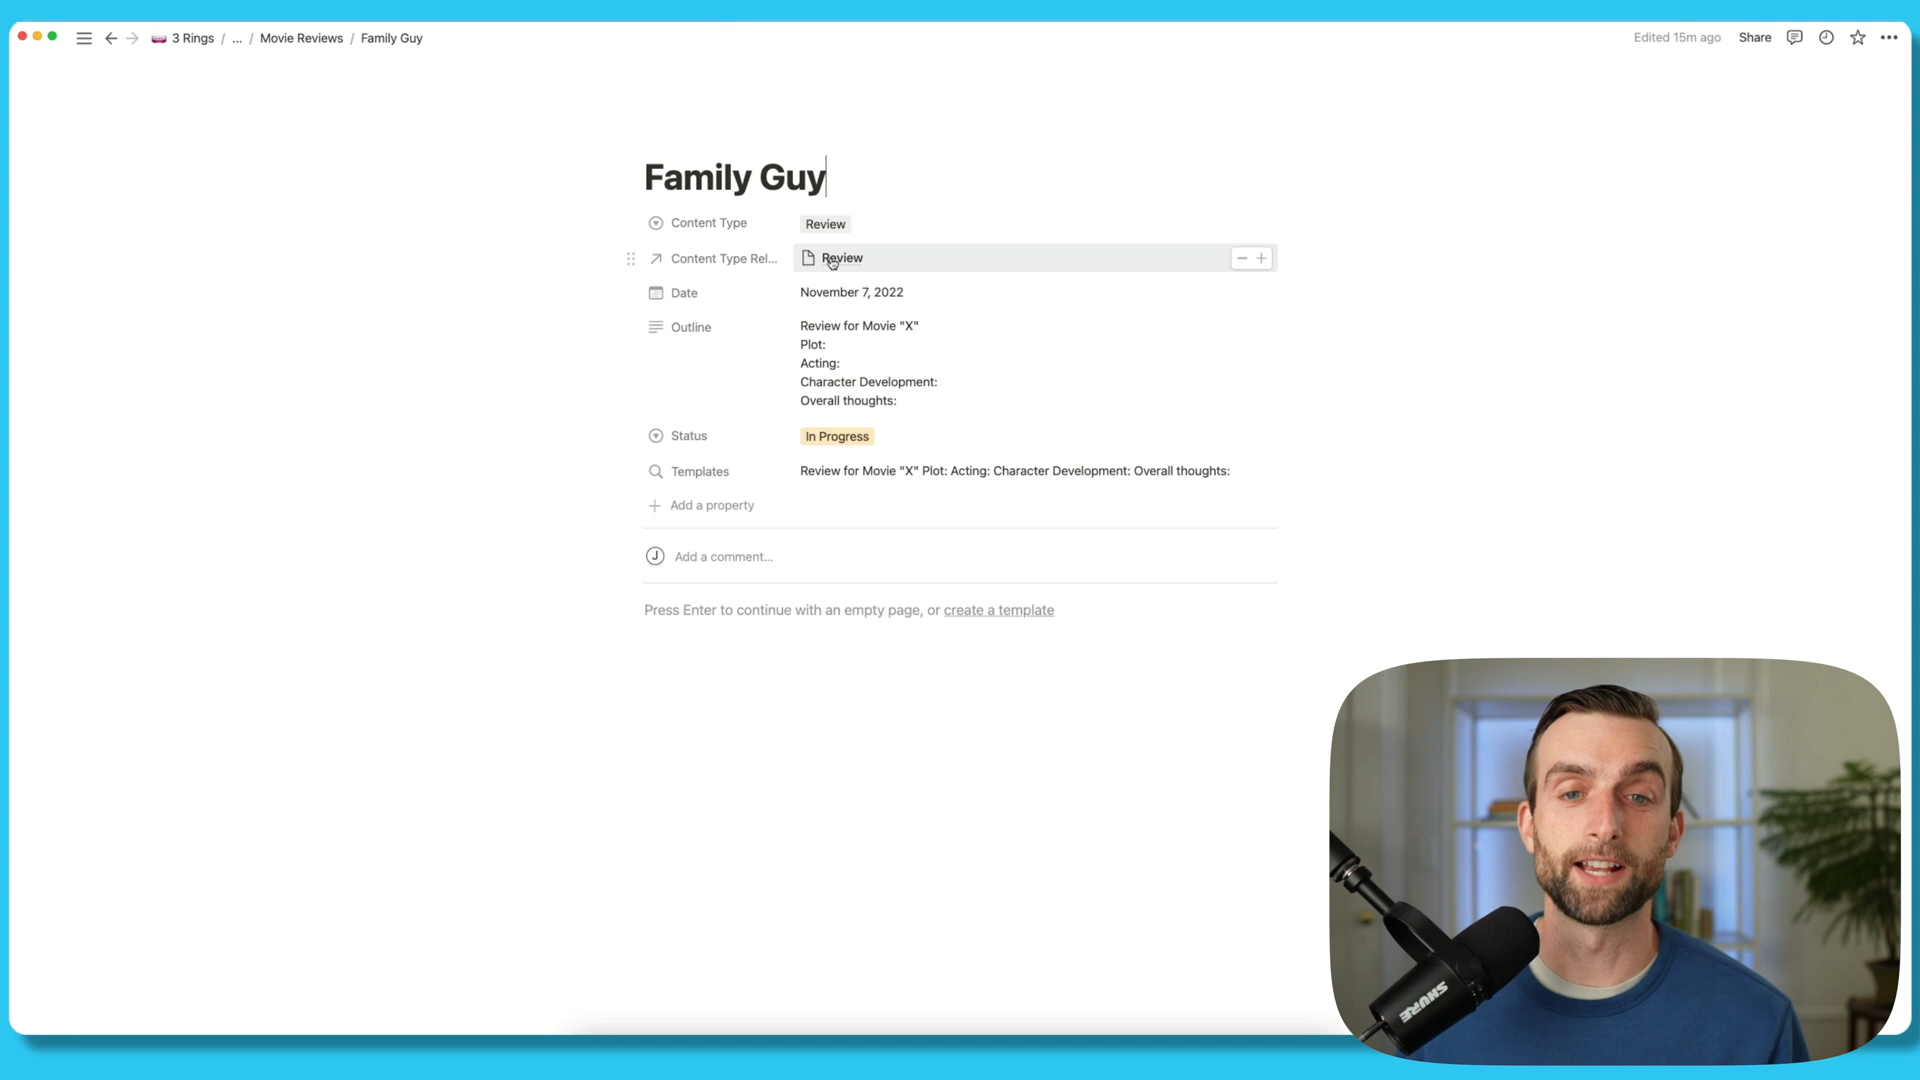 3 Rings / ... / Movie Reviews / Family Guy
Edited 15m ago Share
Family Guy
Content Type Review
Content Type Rel... Review
Date November 7, 2022
Outline Review for Movie "X"
Plot:
Acting:
Character Development:
Overall thoughts:
Status In Progress
Templates Review for Movie "X" Plot: Acting: Character Development: Overall thoughts:
Add a property
J Add a comment...
Press Enter to continue with an empty page, or create a template
SHURE